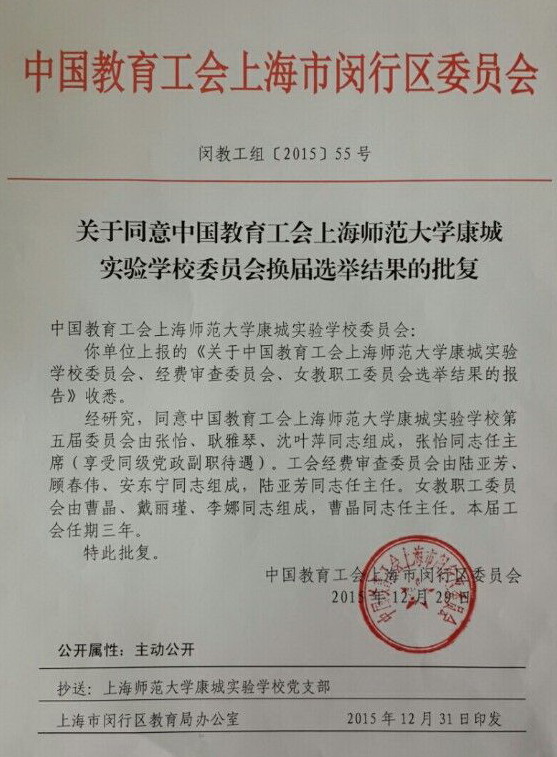 中国教育工会上海市闵行区委员会
闵教工组〔2015〕55号
关于同意中国教育工会上海师范大学康城
实验学校委员会换届选举结果的批复
中国教育工会上海师范大学康城实验学校委员会：
你单位上报的《关于中国教育工会上海师范大学康城实验
学校委员会、经费审查委员会、女教职工委员会选举结果的报
告》收悉。
经研究，同意中国教育工会上海师范大学康城实验学校第
五届委员会由张怡、耿雅琴、沈叶萍同志组成，张怡同志任主
席（享受同级党政副职待遇）。工会经费审查委员会由陆亚芳、
顾春伟、安东宁同志组成，陆亚芳同志任主任。女教职工委员
会由曹晶、戴丽瑾、李娜同志组成，曹晶同志任主任。本届工
会任期三年。
特此批复。
中国教育工会上海市闵行区委员会
2015年12月29日
中国教育工会上海市闵行区委员会
公开属性：主动公开
抄送：上海师范大学康城实验学校党支部
上海市闵行区教育局办公室 2015年12月31日印发